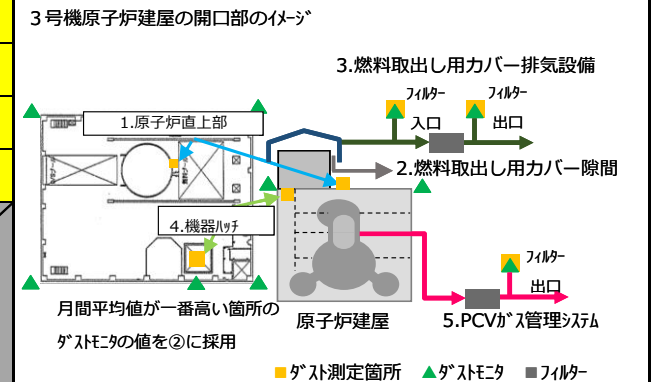 ３号機原子炉建屋の開口部のｲﾒｰｼﾞ
3.燃料取出し用カバー排気設備
ﾌｨﾙﾀｰ
ﾌｨﾙﾀｰ
1.原子炉直上部
入口
出口
2.燃料取出し用カバー隙間
4.機器ﾊｯﾁ
ﾌｨﾙﾀｰ
出口
月間平均値が一番高い箇所の
ﾀﾞｽﾄﾓﾆﾀの値を②に採用
原子炉建屋
5.PCVｶﾞｽ管理ｼｽﾃﾑ
ﾀﾞｽﾄ測定箇所
ﾀﾞｽﾄﾓﾆﾀ
ﾌｨﾙﾀｰ